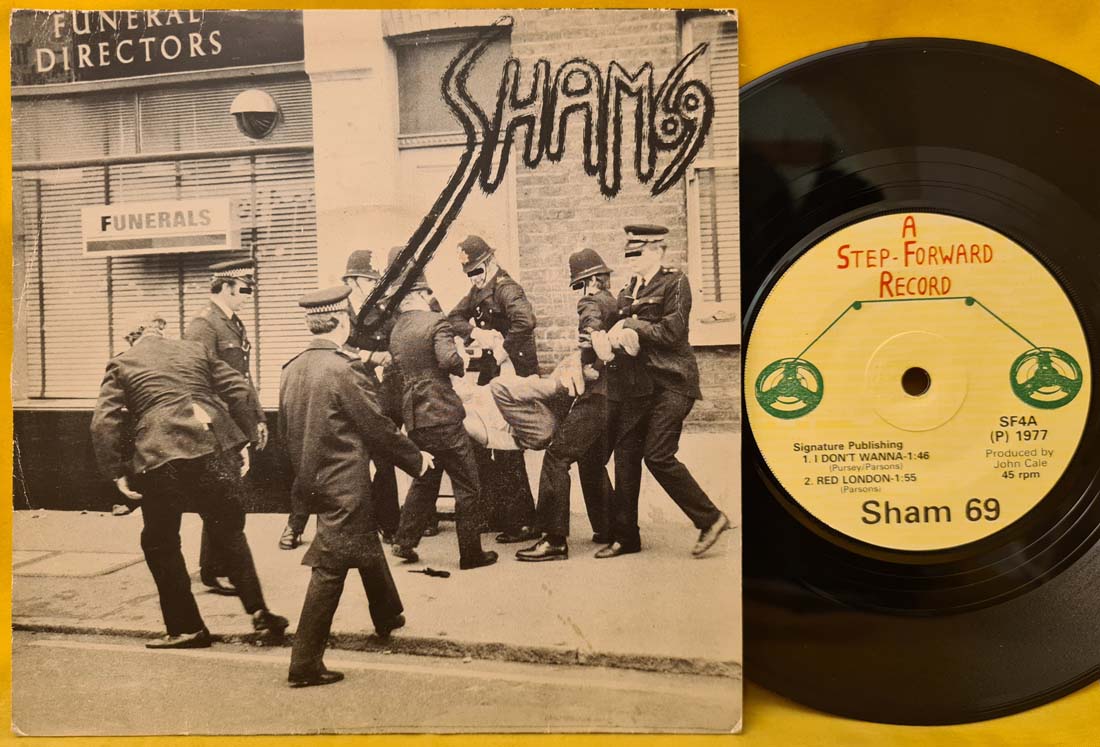 FUNERAL
DIRECTORS
SHAM 69
FUNERALS
A
STEP-FORWARD
RECORD
SF4A
(P) 1977
Signature Publishing
1. I DON'T WANNA-1:46
(Pursey/Parsons)
2. RED LONDON-1:55
(Parsons)
Produced by
John Cale
45 rpm
Sham 69